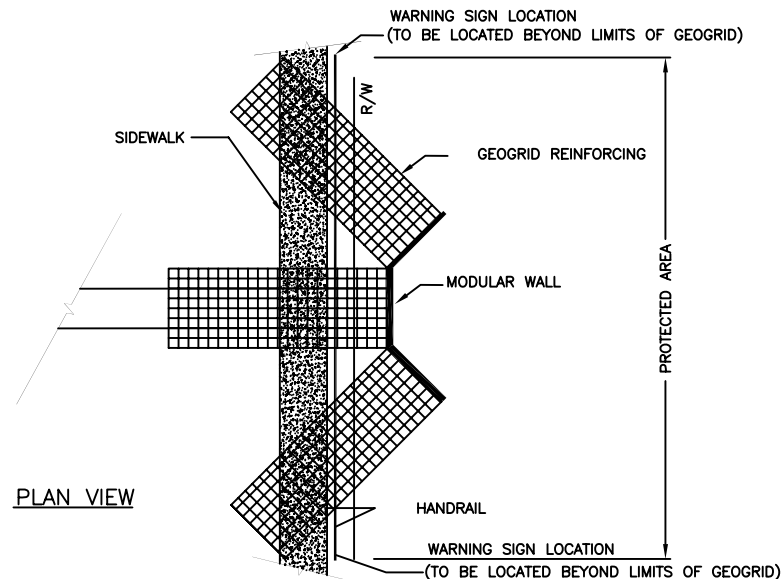 WARNING SIGN LOCATION
(TO BE LOCATED BEYOND LIMITS OF GEOGRID)
R/W
SIDEWALK
GEOGRID REINFORCING
MODULAR WALL
PROTECTED AREA
PLAN VIEW
HANDRAIL
WARNING SIGN LOCATION
(TO BE LOCATED BEYOND LIMITS OF GEOGRID)